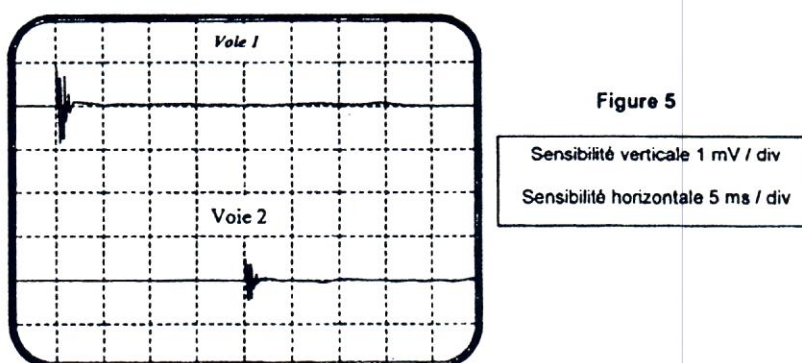 Voie 1
Figure 5
Sensibilité verticale 1 mV / div
Sensibilité horizontale 5 ms / div
Voie 2